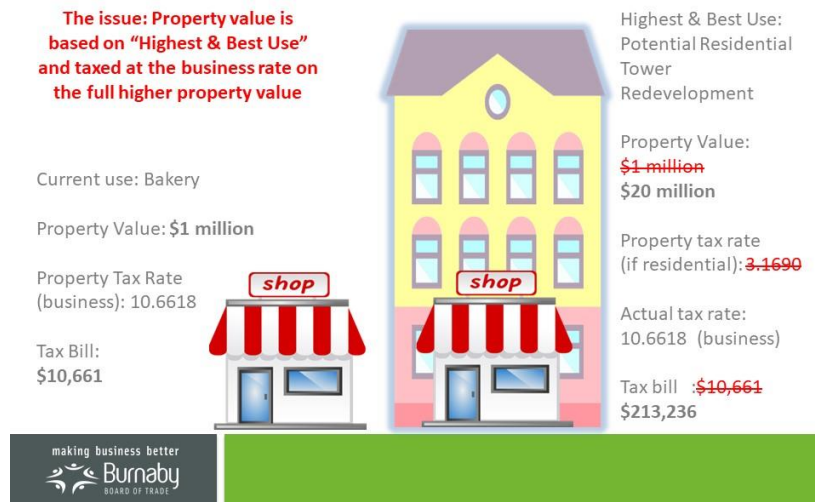 The issue: Property value is
based on “Highest & Best Use”
and taxed at the business rate on
the full higher property value
Current use: Bakery
Property Value: $1 million
Property Tax Rate
(business): 10.6618
Tax Bill:
$10,661
shop
shop
Highest & Best Use:
Potential Residential
Tower
Redevelopment
Property Value:
$1 million
$20 million
Property tax rate
(if residential): 3.1690
Actual tax rate:
10.6618 (business)
Tax bill :$10,661
$213,236
making business better
Burnaby
BOARD OF TRADE